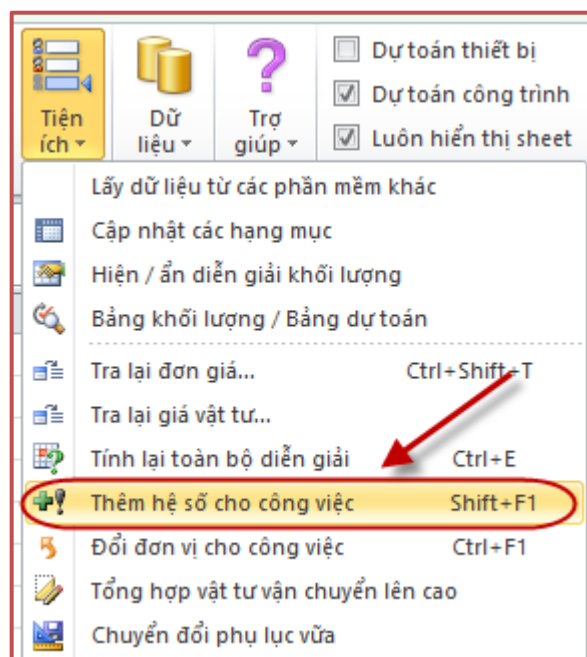 Tiện ích
Dữ liệu
Trợ giúp
Dự toán thiết bị
Dự toán công trình
Luôn hiển thị sheet
Lấy dữ liệu từ các phần mềm khác
Cập nhật các hạng mục
Hiện / ẩn diễn giải khối lượng
Bảng khối lượng / Bảng dự toán
Tra lại đơn giá... Ctrl+Shift+T
Tra lại giá vật tư...
Tính lại toàn bộ diễn giải Ctrl+E
Thêm hệ số cho công việc Shift+F1
Đổi đơn vị cho công việc Ctrl+F1
Tổng hợp vật tư vận chuyển lên cao
Chuyển đổi phụ lục vữa